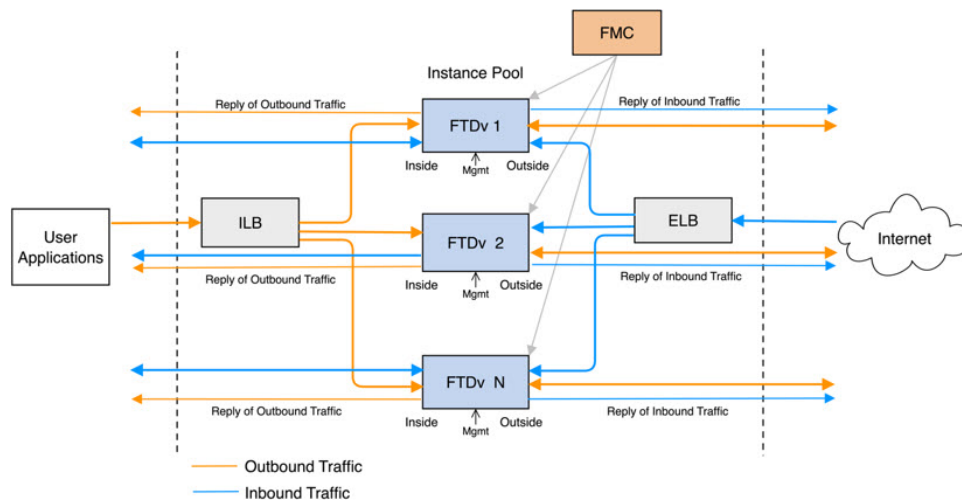 FMC
Instance Pool
Reply of Outbound Traffic
FTDv 1
Reply of Inbound Traffic
Inside
Mgmt
Outside
User
Applications
ILB
FTDv 2
ELB
Internet
Reply of Outbound Traffic
Inside
Mgmt
Outside
Reply of Inbound Traffic
FTDv N
Reply of Outbound Traffic
Inside
Mgmt
Outside
Reply of Inbound Traffic
Outbound Traffic
Inbound Traffic